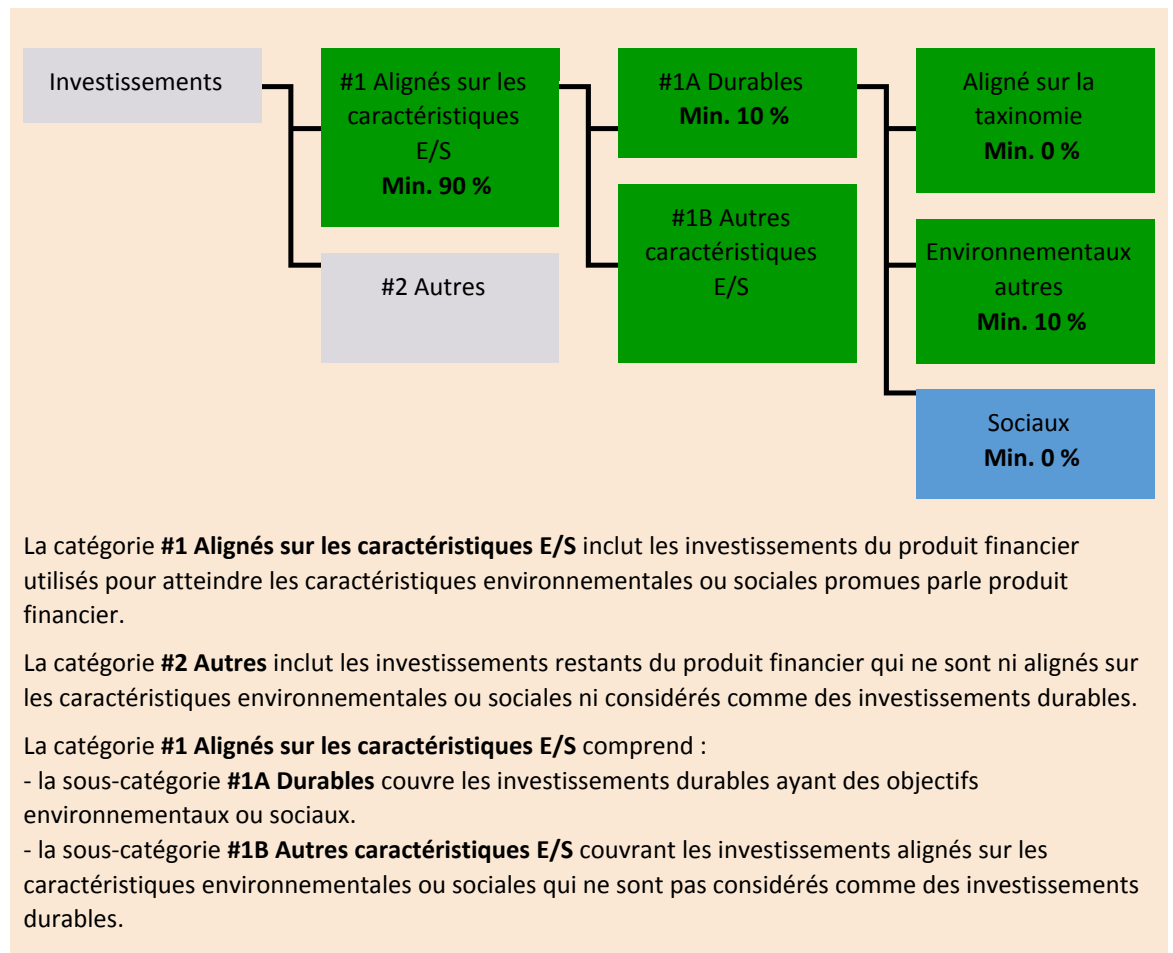 Investissements
#1 Alignés sur les
caractéristiques
E/S
Min. 90 %
#2 Autres
#1A Durables
Min. 10 %
#1B Autres
caractéristiques
E/S
Aligné sur la
taxinomie
Min. 0 %
Environnementaux
autres
Min. 10 %
Sociaux
Min. 0 %
La catégorie #1 Alignés sur les caractéristiques E/S inclut les investissements du produit financier
utilisés pour atteindre les caractéristiques environnementales ou sociales promues parle produit
financier.
La catégorie #2 Autres inclut les investissements restants du produit financier qui ne sont ni alignés sur
les caractéristiques environnementales ou sociales ni considérés comme des investissements durables.
La catégorie #1 Alignés sur les caractéristiques E/S comprend :
- la sous-catégorie #1A Durables couvre les investissements durables ayant des objectifs
environnementaux ou sociaux.
- la sous-catégorie #1B Autres caractéristiques E/S couvrant les investissements alignés sur les
caractéristiques environnementales ou sociales qui ne sont pas considérés comme des investissements
durables.